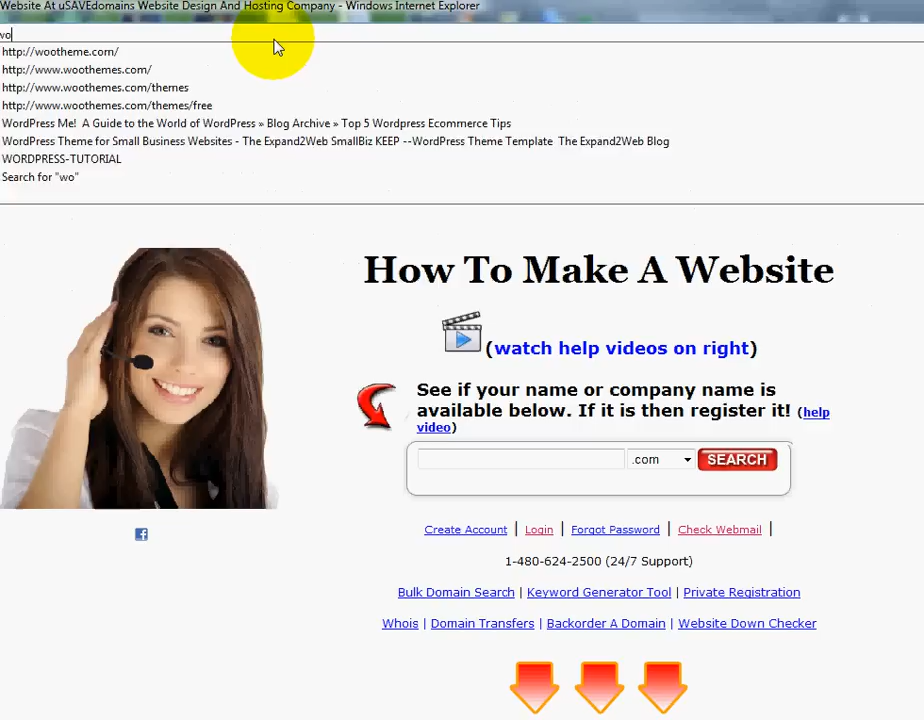 Website At uSAVEdomains Website Design And Hosting Company - Windows Internet Explorer
wo
http://wootheme.com/
http://www.woothemes.com/
http://www.woothemes.com/themes
http://www.woothemes.com/themes/free
WordPress Me!  A Guide to the World of WordPress » Blog Archive » Top 5 Wordpress Ecommerce Tips
WordPress Theme for Small Business Websites - The Expand2Web SmallBiz KEEP --WordPress Theme Template  The Expand2Web Blog
WORDPRESS-TUTORIAL
Search for "wo"
How To Make A Website
(watch help videos on right)
See if your name or company name is
available below. If it is then register it! (help
video)
.com SEARCH
Create Account | Login | Forgot Password | Check Webmail |
1-480-624-2500 (24/7 Support)
Bulk Domain Search | Keyword Generator Tool | Private Registration
Whois | Domain Transfers | Backorder A Domain | Website Down Checker